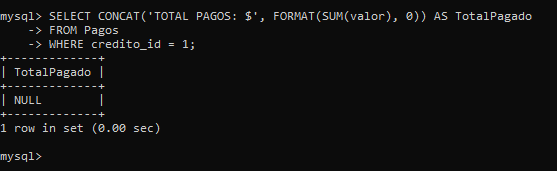 mysql> SELECT CONCAT('TOTAL PAGOS: $', FORMAT(SUM(valor), 0)) AS TotalPagado
    -> FROM Pagos
    -> WHERE credito_id = 1;
+-------------+
| TotalPagado |
+-------------+
| NULL        |
+-------------+
1 row in set (0.00 sec)
mysql>